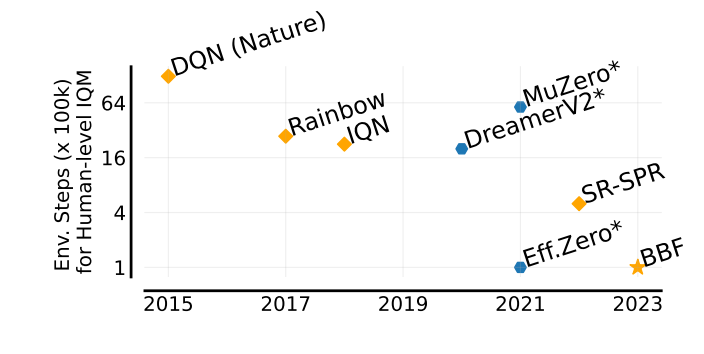 DQN (Nature)
MuZero*
Rainbow
DreamerV2*
IQN
SR-SPR
Eff.Zero*
BBF
Env. Steps (x 100k)
for Human-level IQM
64
16
4
1
2015
2017
2019
2021
2023